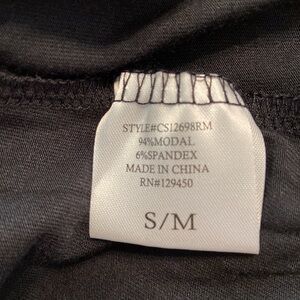 STYLE#CS12698RM
94%MODAL
6%SPANDEX
MADE IN CHINA
RN#129450
S/M